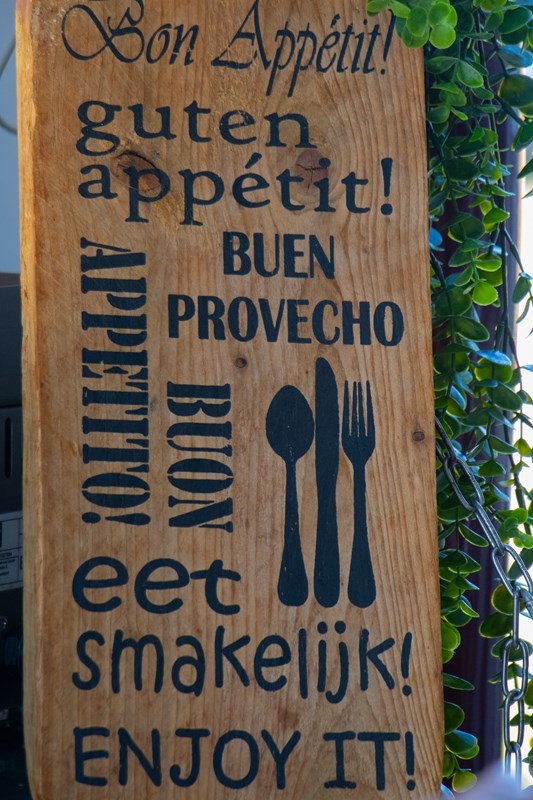 Bon Appétit!
guten
appétit!
BUEN
PROVECHO
BUON
APPETITO!
eet
smakelijk!
ENJOY IT!